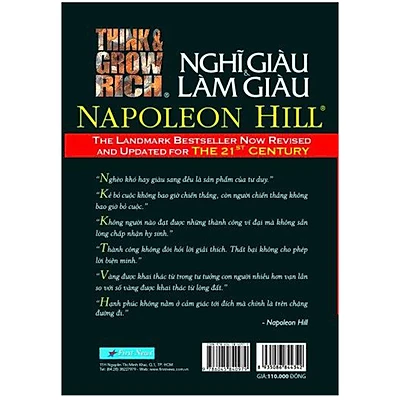 THINK &
GROW
RICH®
NGHĨ GIÀU
& LÀM GIÀU
NAPOLEON HILL®
THE LANDMARK BESTSELLER NOW REVISED
AND UPDATED FOR THE 21ST CENTURY
“Nghèo khó hay giàu sang đều là sản phẩm của tư duy.”
“Kẻ bỏ cuộc không bao giờ chiến thắng, còn người chiến thắng không
bao giờ bỏ cuộc.”
“Không người nào đạt được những thành công vĩ đại mà không sẵn
lòng chấp nhận hy sinh.”
“Thành công không đòi hỏi lời giải thích. Thất bại không cho phép
lời biện minh.”
“Vàng được khai thác từ trong tư tưởng con người nhiều hơn vạn lần
so với số vàng được khai thác từ lòng đất.”
“Hạnh phúc không nằm ở cảm giác tới đích mà chính là trên chặng
đường đi.”
- Napoleon Hill
First News
GIÁ: 110.000 ĐỒNG